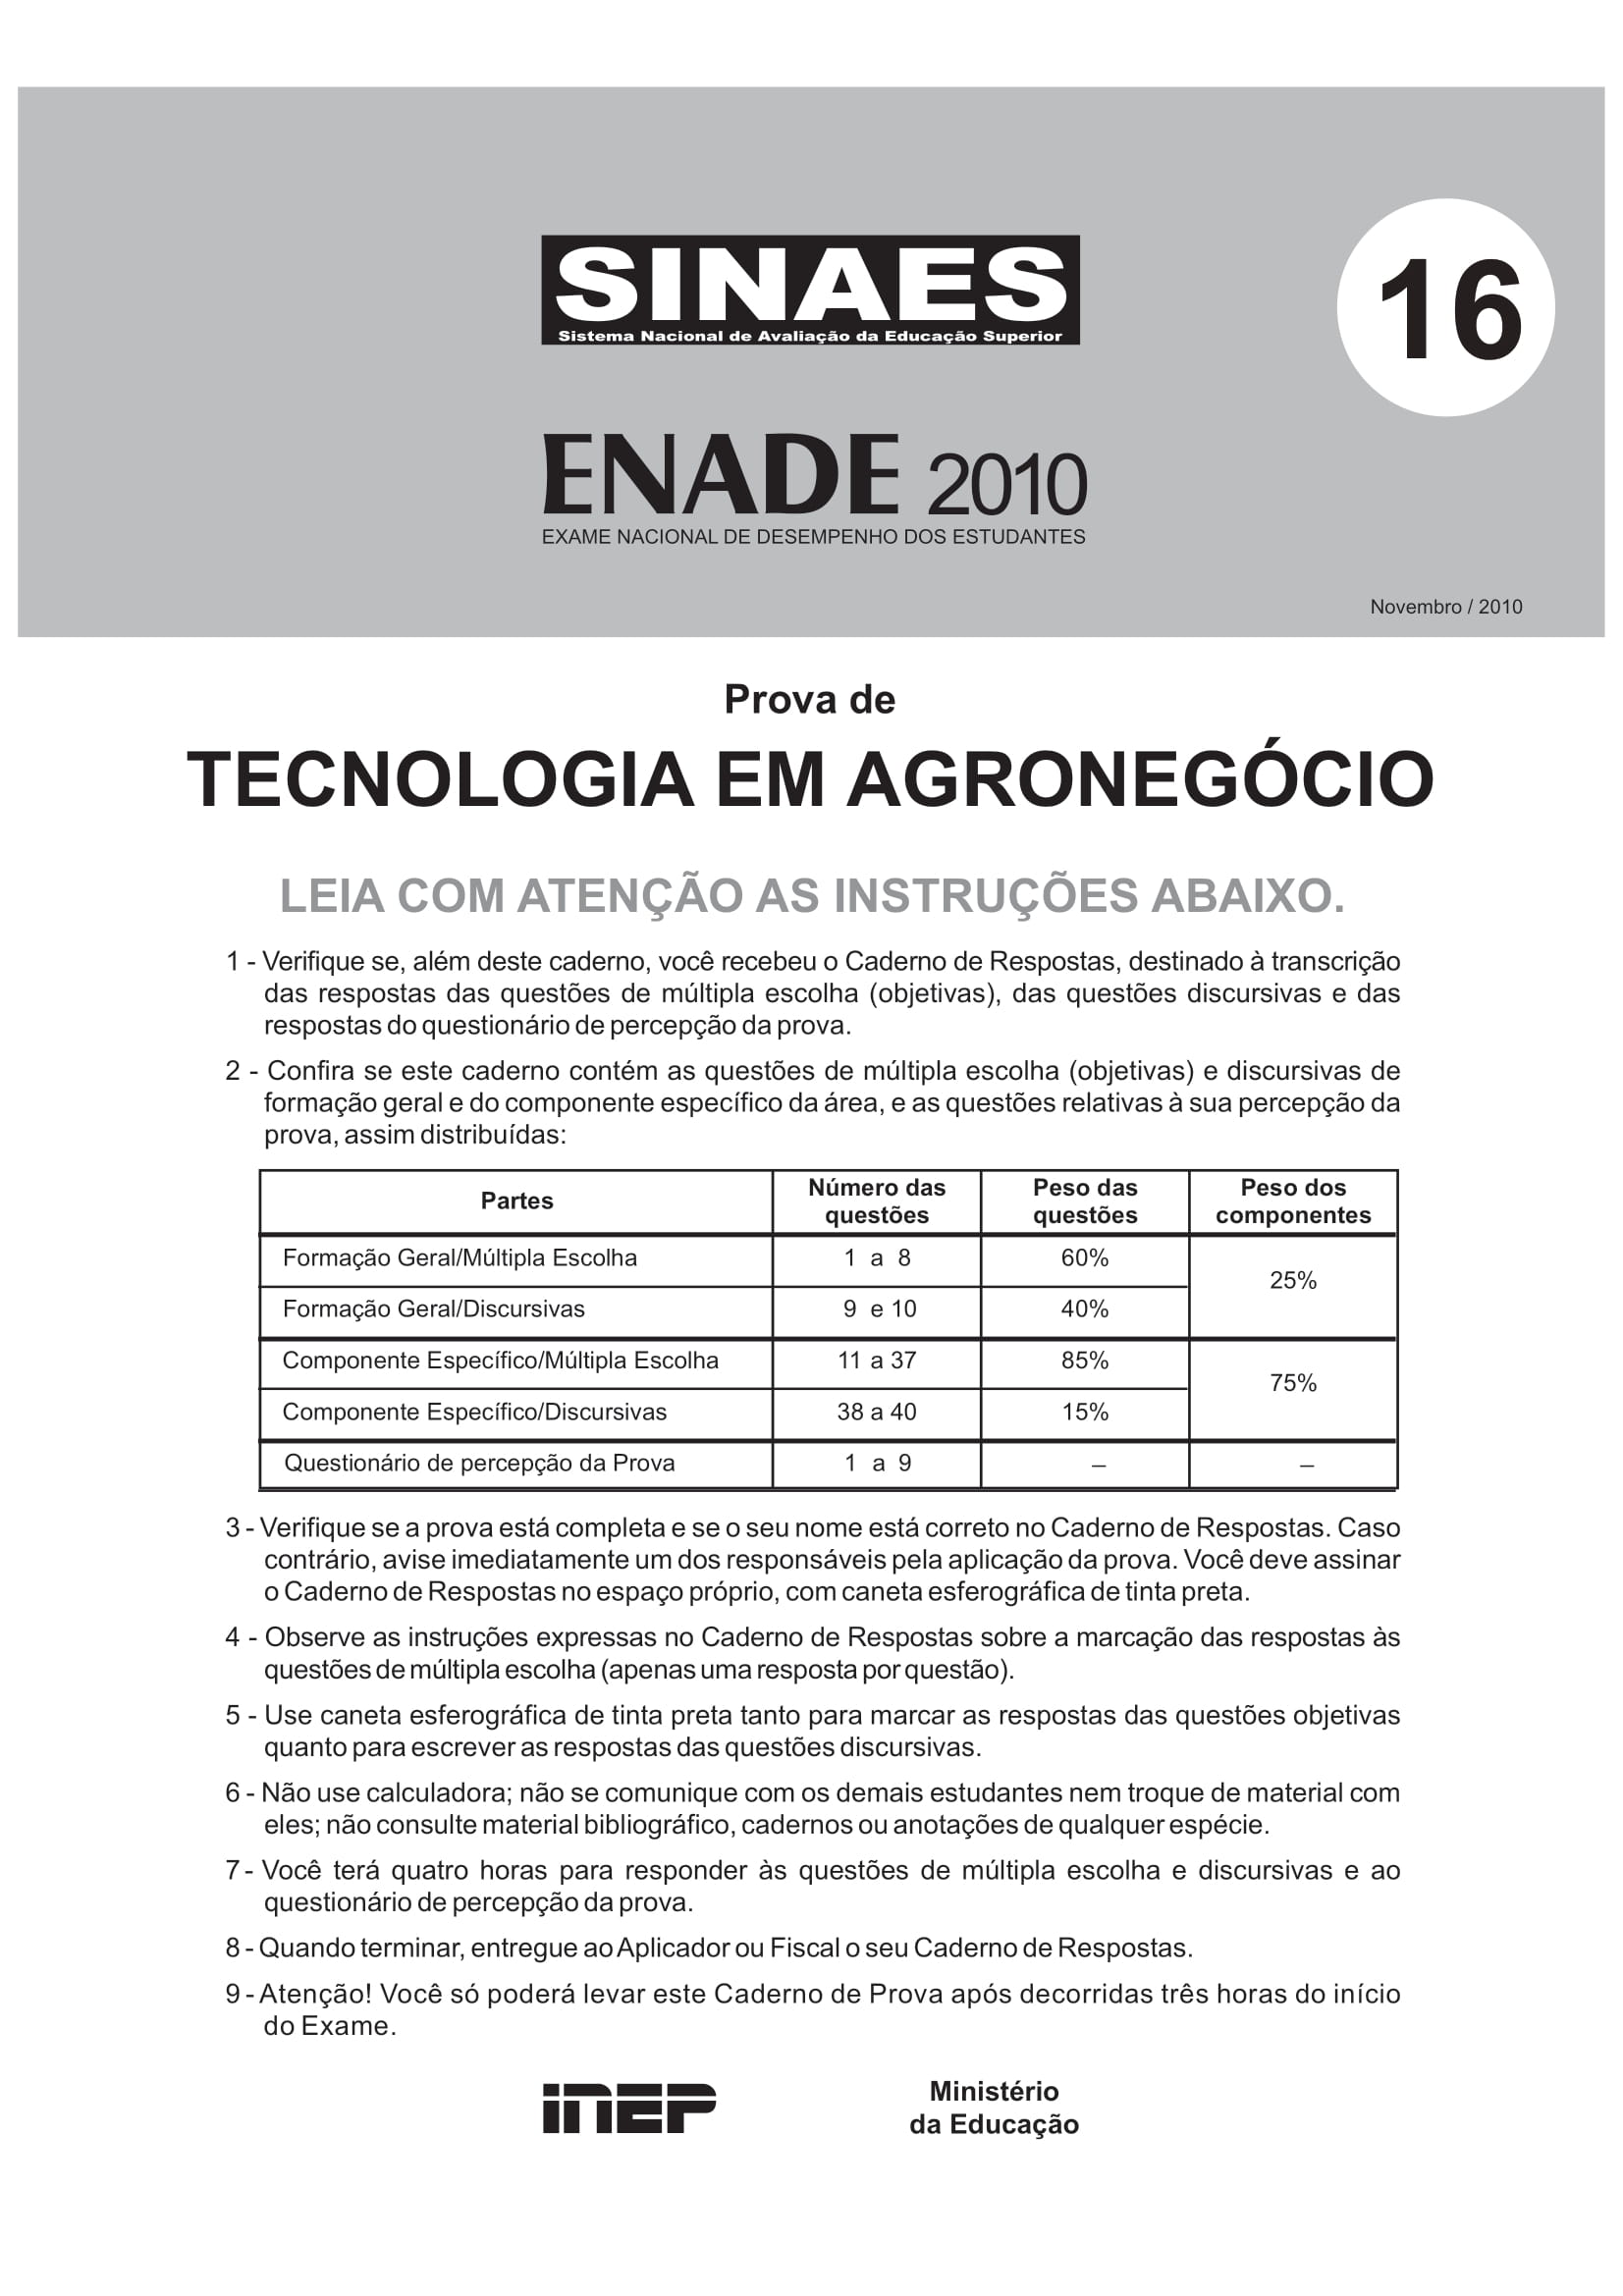 SINAES
Sistema Nacional de Avaliação da Educação Superior
16
ENADE 2010
EXAME NACIONAL DE DESEMPENHO DOS ESTUDANTES
Novembro / 2010
Prova de
TECNOLOGIA EM AGRONEGÓCIO
LEIA COM ATENÇÃO AS INSTRUÇÕES ABAIXO.
1 - Verifique se, além deste caderno, você recebeu o Caderno de Respostas, destinado à transcrição
das respostas das questões de múltipla escolha (objetivas), das questões discursivas e das
respostas do questionário de percepção da prova.
2 - Confira se este caderno contém as questões de múltipla escolha (objetivas) e discursivas de
formação geral e do componente específico da área, e as questões relativas à sua percepção da
prova, assim distribuídas:
Partes Número das questões Peso das questões Peso dos componentes
Formação Geral/Múltipla Escolha 1 a 8 60% 25%
Formação Geral/Discursivas 9 e 10 40%
Componente Específico/Múltipla Escolha 11 a 37 85% 75%
Componente Específico/Discursivas 38 a 40 15%
Questionário de percepção da Prova 1 a 9 – –
3 - Verifique se a prova está completa e se o seu nome está correto no Caderno de Respostas. Caso
contrário, avise imediatamente um dos responsáveis pela aplicação da prova. Você deve assinar
o Caderno de Respostas no espaço próprio, com caneta esferográfica de tinta preta.
4 - Observe as instruções expressas no Caderno de Respostas sobre a marcação das respostas às
questões de múltipla escolha (apenas uma resposta por questão).
5 - Use caneta esferográfica de tinta preta tanto para marcar as respostas das questões objetivas
quanto para escrever as respostas das questões discursivas.
6 - Não use calculadora; não se comunique com os demais estudantes nem troque de material com
eles; não consulte material bibliográfico, cadernos ou anotações de qualquer espécie.
7 - Você terá quatro horas para responder às questões de múltipla escolha e discursivas e ao
questionário de percepção da prova.
8 - Quando terminar, entregue ao Aplicador ou Fiscal o seu Caderno de Respostas.
9 - Atenção! Você só poderá levar este Caderno de Prova após decorridas três horas do início
do Exame.
INEP
Ministério
da Educação